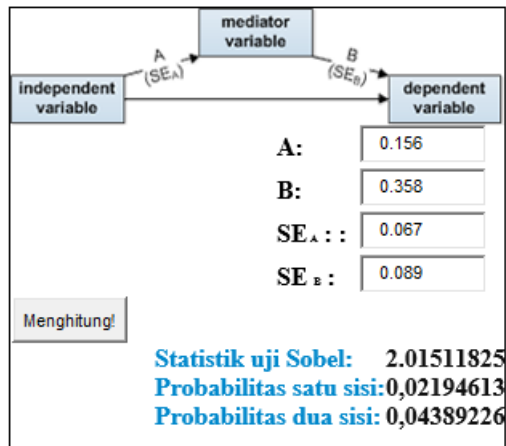 mediator
variable
A
(SEA)
B
(SEB)
independent
variable
dependent
variable
A: 0.156
B: 0.358
SEA: : 0.067
SE B : 0.089
Menghitung!
Statistik uji Sobel: 2.01511825
Probabilitas satu sisi:0,02194613
Probabilitas dua sisi: 0,04389226